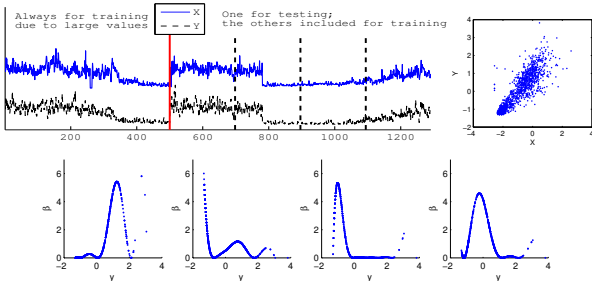 Always for training
due to large values
X
Y
One for testing;
the others included for training
200 400 600 800 1000 1200
4
3
2
1
0
−1
−2
−4 −2 0 2 4
Y
X
6
4
2
0
−2 0 2 4
β
y
6
4
2
0
−2 0 2 4
β
y
6
4
2
0
−2 0 2 4
β
y
6
4
2
0
−2 0 2 4
β
y